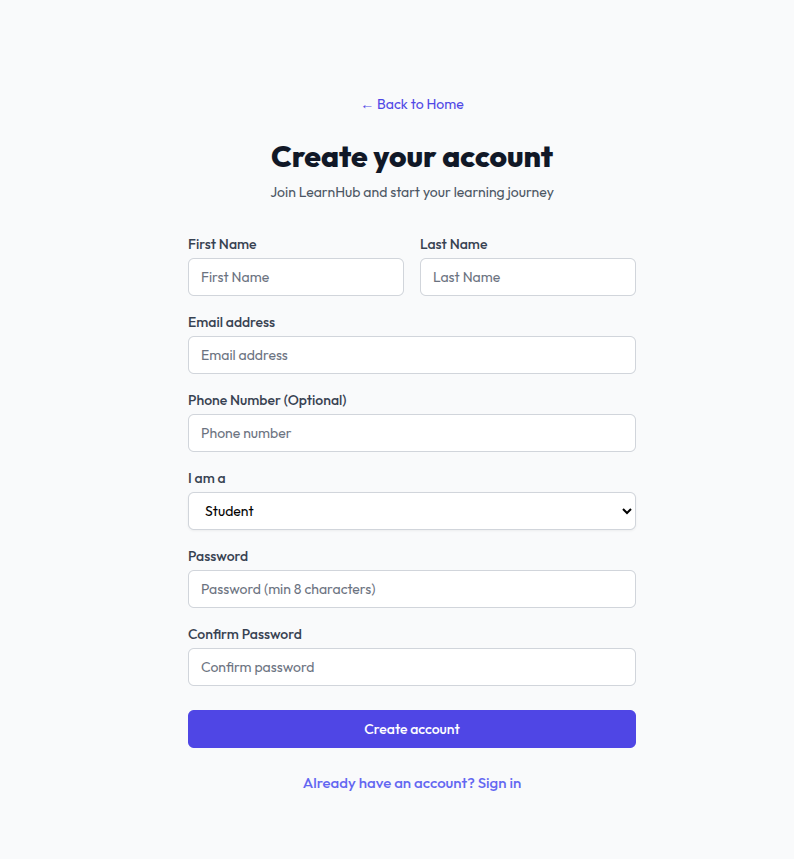 ← Back to Home
Create your account
Join LearnHub and start your learning journey
First Name Last Name
First Name Last Name
Email address
Email address
Phone Number (Optional)
Phone number
I am a
Student
Password
Password (min 8 characters)
Confirm Password
Confirm password
Create account
Already have an account? Sign in